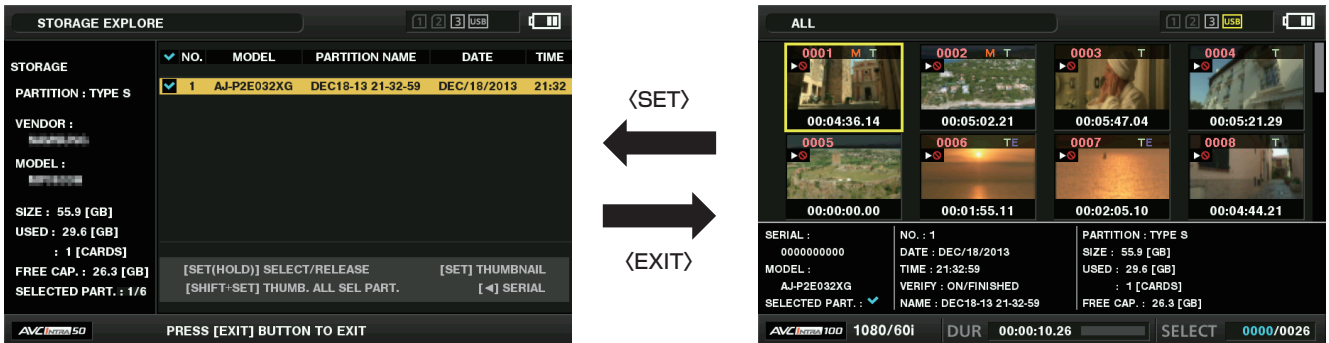 STORAGE EXPLORE
1 2 3 USB
STORAGE
PARTITION : TYPE S
VENDOR :
MODEL :
SIZE : 55.9 [GB]
USED : 29.6 [GB]
: 1 [CARDS]
FREE CAP. : 26.3 [GB]
SELECTED PART. : 1/6
NO. MODEL PARTITION NAME DATE TIME
1 AJ-P2E032XG DEC18-13 21-32-59 DEC/18/2013 21:32
[SET(HOLD)] SELECT/RELEASE [SET] THUMBNAIL
[SHIFT+SET] THUMB. ALL SEL PART. [◄] SERIAL
AVC INTRA 50 PRESS [EXIT] BUTTON TO EXIT
〈SET〉
〈EXIT〉
ALL
1 2 3 USB
0001 M T 0002 M T 0003 T 0004 T
00:04:36.14 00:05:02.21 00:05:47.04 00:05:21.29
0005 0006 TE 0007 TE 0008 T
00:00:00.00 00:01:55.11 00:02:05.10 00:04:44.21
SERIAL :
0000000000
MODEL :
AJ-P2E032XG
SELECTED PART. :
NO. : 1
DATE : DEC/18/2013
TIME : 21:32:59
VERIFY : ON/FINISHED
NAME : DEC18-13 21-32-59
PARTITION : TYPE S
SIZE : 55.9 [GB]
USED : 29.6 [GB]
: 1 [CARDS]
FREE CAP. : 26.3 [GB]
AVC INTRA 100 1080/60i DUR 00:00:10.26 SELECT 0000/0026